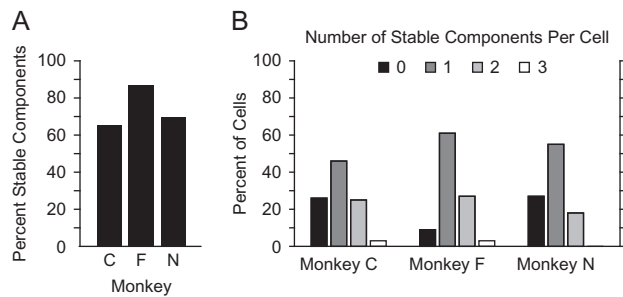 A
Percent Stable Components
100
80
60
40
20
0
C F N
Monkey
B
Number of Stable Components Per Cell
0 1 2 3
Percent of Cells
100
80
60
40
20
0
Monkey C Monkey F Monkey N